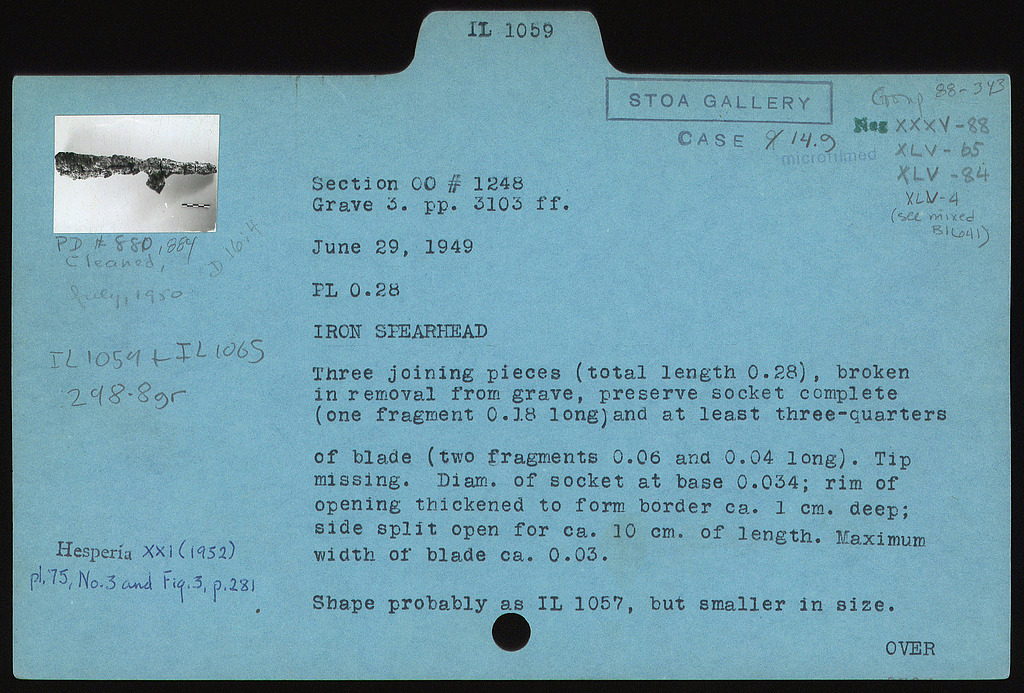 IL 1059
STOA GALLERY
CASE 14.9
microfilmed
Group 88-343
Neg XXXV-88
XLV-65
XLV-84
XLV-4
(see mixed
PD # 880, 884
Cleaned,
July, 1950
IL 1059 + IL 1065
298.8gr
Section OO # 1248
Grave 3. pp. 3103 ff.
June 29, 1949
PL 0.28
IRON SPEARHEAD
Three joining pieces (total length 0.28), broken
in removal from grave, preserve socket complete
(one fragment 0.18 long)and at least three-quarters
of blade (two fragments 0.06 and 0.04 long). Tip
missing. Diam. of socket at base 0.034; rim of
opening thickened to form border ca. 1 cm. deep;
side split open for ca. 10 cm. of length. Maximum
width of blade ca. 0.03.
Shape probably as IL 1057, but smaller in size.
Hesperia XXI (1952)
pl. 75, No. 3 and Fig. 3, p. 281
OVER